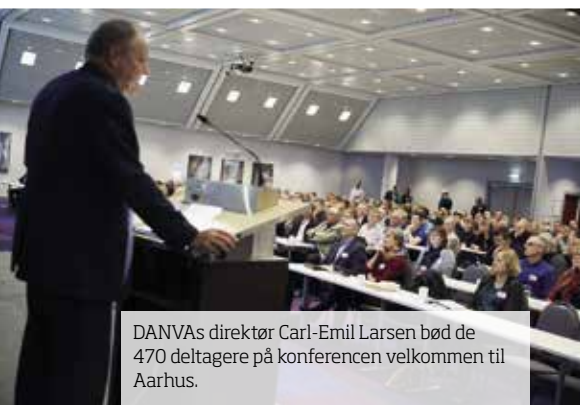 DANVAs direktør Carl-Emil Larsen bød de
470 deltagere på konferencen velkommen til
Aarhus.